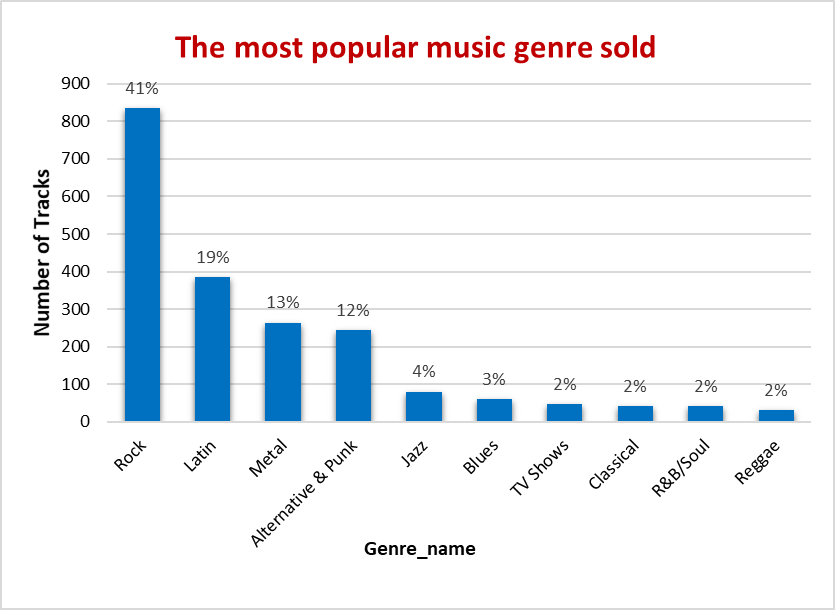 The most popular music genre sold
900
800
700
600
500
400
300
200
100
0
Number of Tracks
41%
19%
13%
12%
4%
3%
2%
2%
2%
2%
Rock
Latin
Metal
Alternative & Punk
Jazz
Blues
TV Shows
Classical
R&B/Soul
Reggae
Genre_name